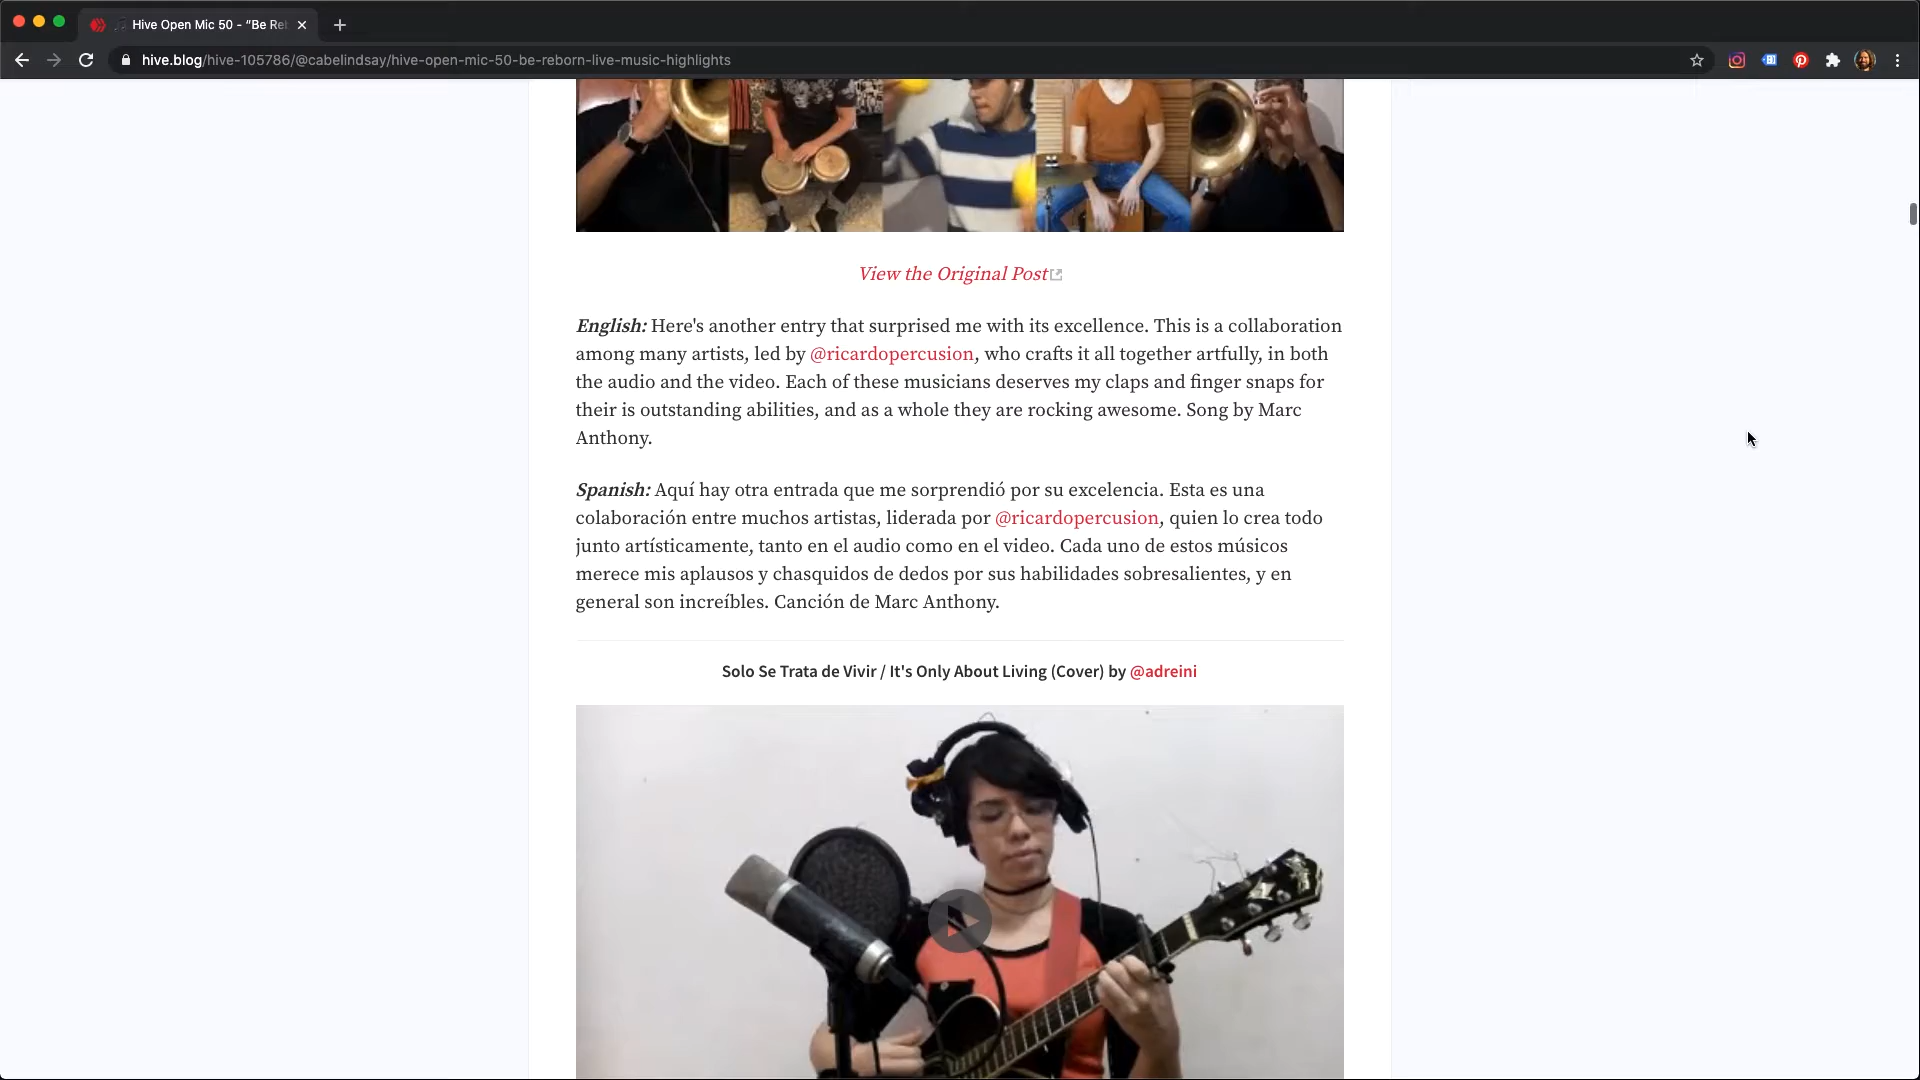 Hive Open Mic 50 - “Be Re
hive.blog/hive-105786/@cabelindsay/hive-open-mic-50-be-reborn-live-music-highlights
View the Original Post
English: Here's another entry that surprised me with its excellence. This is a collaboration
among many artists, led by @ricardopercusion, who crafts it all together artfully, in both
the audio and the video. Each of these musicians deserves my claps and finger snaps for
their is outstanding abilities, and as a whole they are rocking awesome. Song by Marc
Anthony.
Spanish: Aquí hay otra entrada que me sorprendió por su excelencia. Esta es una
colaboración entre muchos artistas, liderada por @ricardopercusion, quien lo crea todo
junto artísticamente, tanto en el audio como en el video. Cada uno de estos músicos
merece mis aplausos y chasquidos de dedos por sus habilidades sobresalientes, y en
general son increíbles. Canción de Marc Anthony.
Solo Se Trata de Vivir / It's Only About Living (Cover) by @adreini